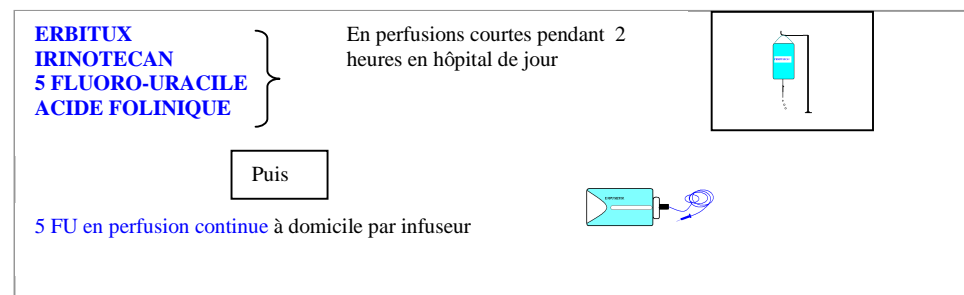 ERBITUX
IRINOTECAN
5 FLUORO-URACILE
ACIDE FOLINIQUE
En perfusions courtes pendant 2
heures en hôpital de jour
Puis
5 FU en perfusion continue à domicile par infuseur